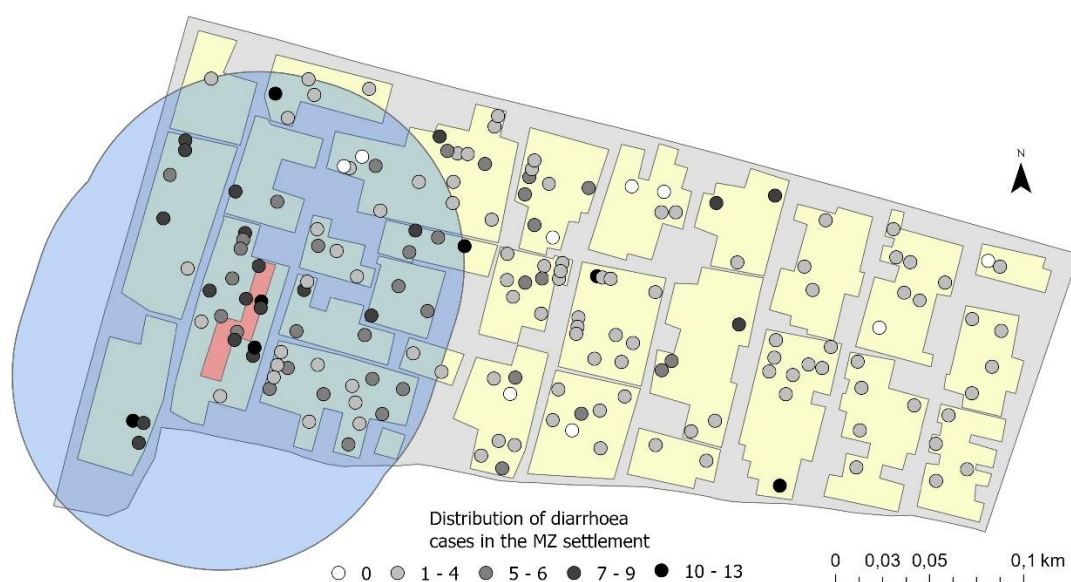 N
Distribution of diarrhoea
cases in the MZ settlement
0 1 - 4 5 - 6 7 - 9 10 - 13
0 0,03 0,05 0,1 km